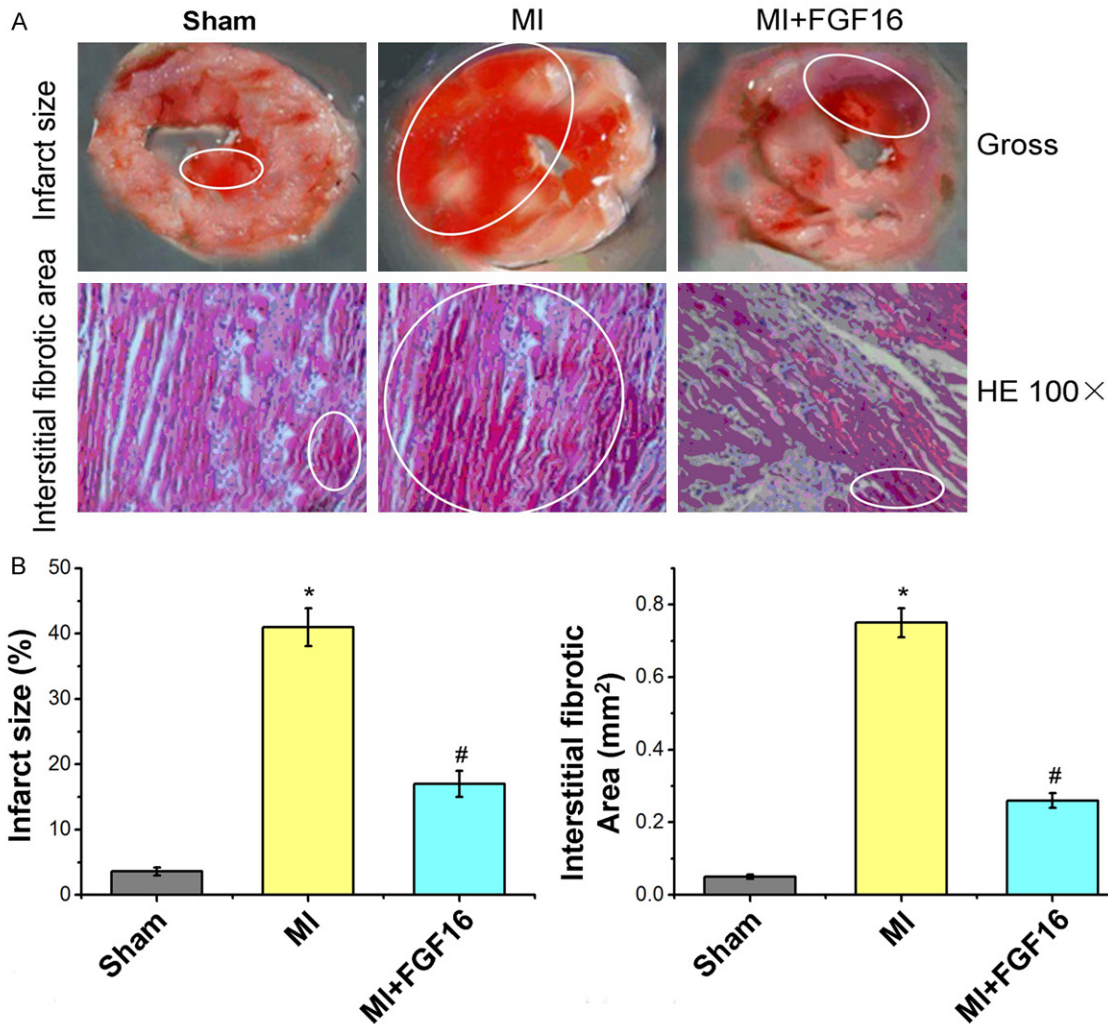 A
Sham
MI
MI+FGF16
Infarct size
Gross
Interstitial fibrotic area
HE 100×
B
Infarct size (%)
50
40
30
20
10
0
*
#
Sham
MI
MI+FGF16
Interstitial fibrotic
Area (mm²)
0.8
0.6
0.4
0.2
0.0
*
#
Sham
MI
MI+FGF16